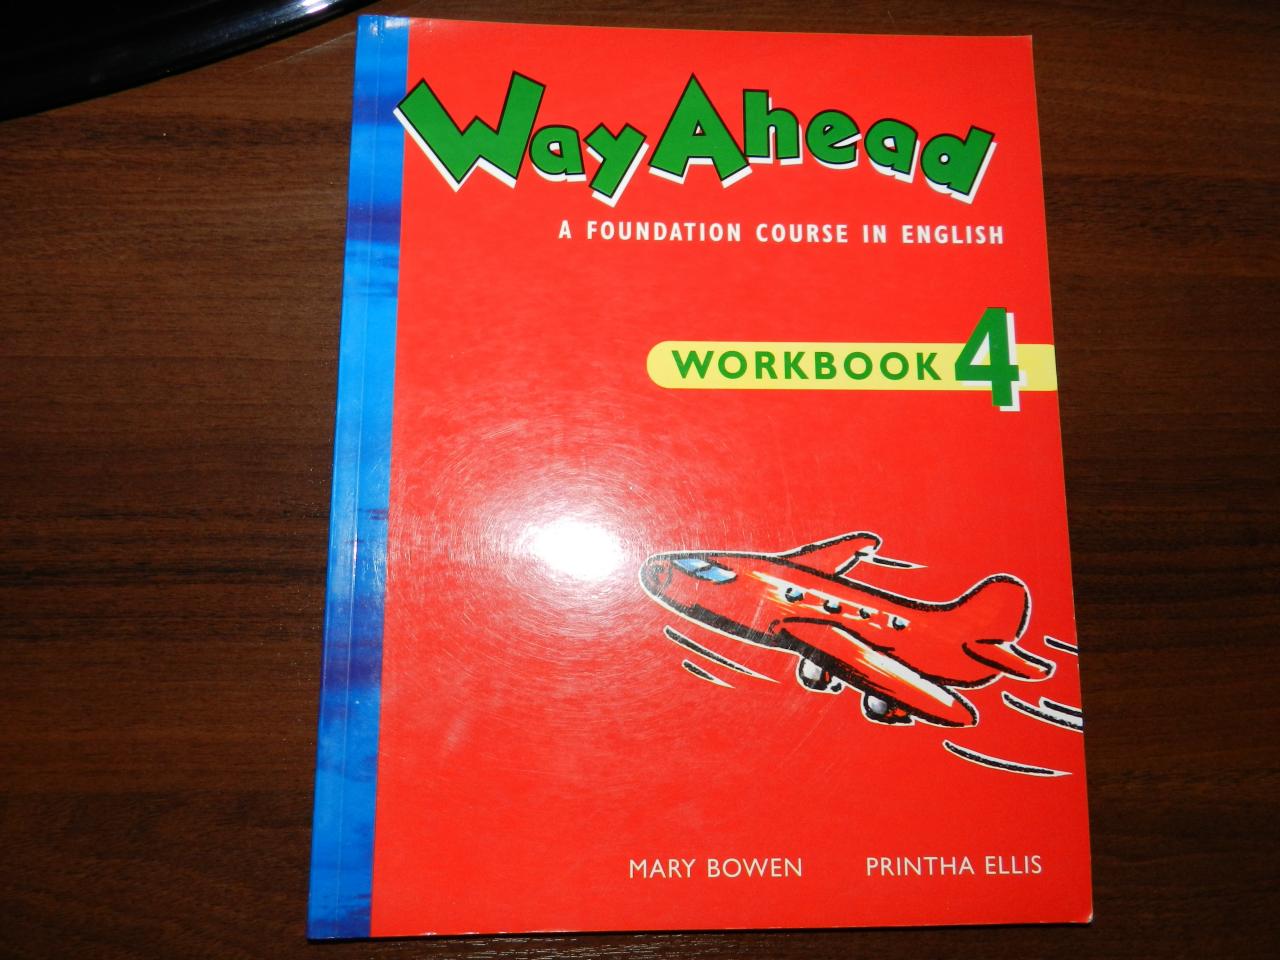 Way Ahead
A FOUNDATION COURSE IN ENGLISH
WORKBOOK 4
MARY BOWEN PRINTHA ELLIS